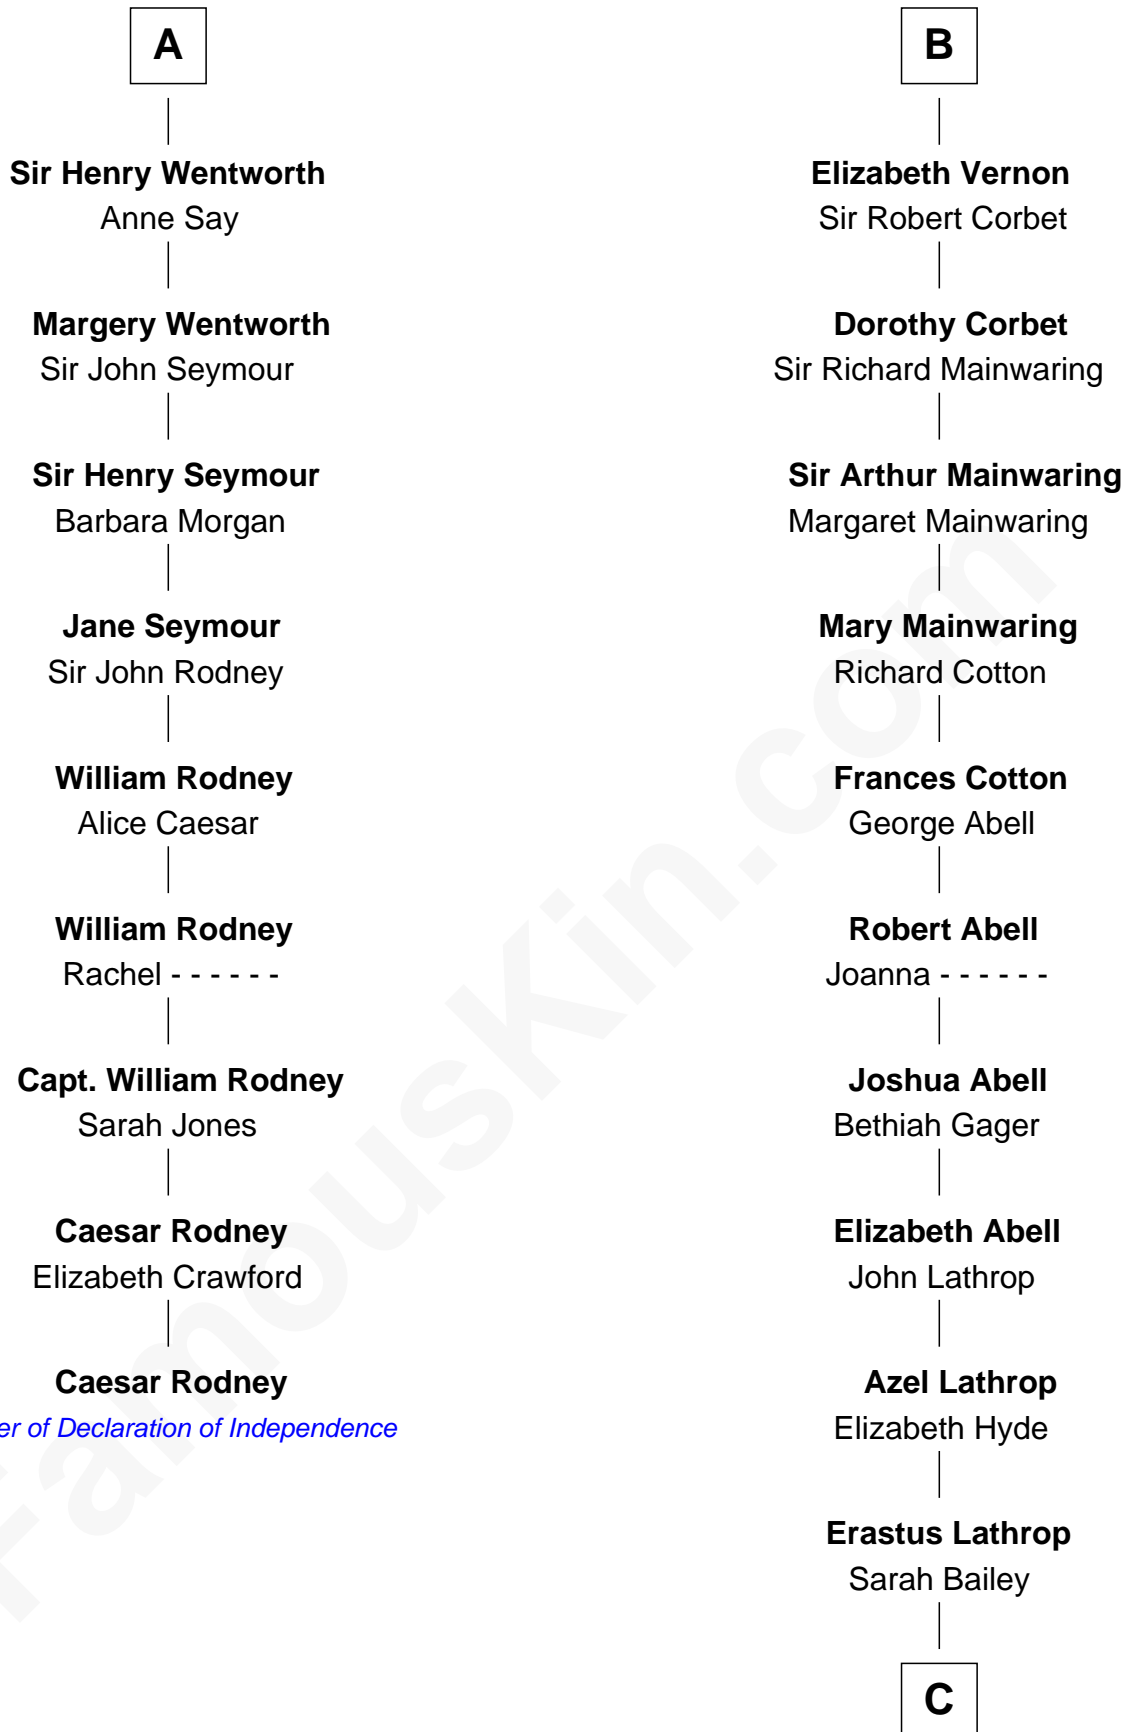 A
Sir Henry Wentworth
Anne Say
Margery Wentworth
Sir John Seymour
Sir Henry Seymour
Barbara Morgan
Jane Seymour
Sir John Rodney
William Rodney
Alice Caesar
William Rodney
Rachel - - - - - -
Capt. William Rodney
Sarah Jones
Caesar Rodney
Elizabeth Crawford
Caesar Rodney
er of Declaration of Independence
B
Elizabeth Vernon
Sir Robert Corbet
Dorothy Corbet
Sir Richard Mainwaring
Sir Arthur Mainwaring
Margaret Mainwaring
Mary Mainwaring
Richard Cotton
Frances Cotton
George Abell
Robert Abell
Joanna - - - - - -
Joshua Abell
Bethiah Gager
Elizabeth Abell
John Lathrop
Azel Lathrop
Elizabeth Hyde
Erastus Lathrop
Sarah Bailey
C
FamousKin.com